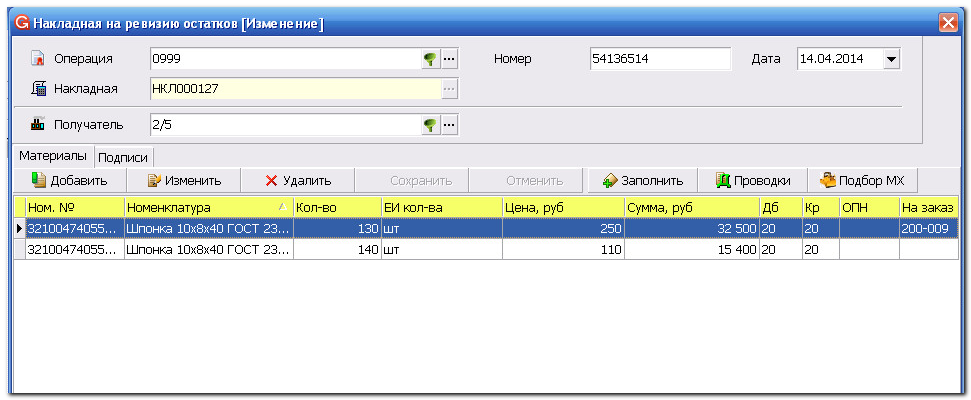 Накладная на ревизию остатков [Изменение]
Операция 0999 ... Номер 54136514 Дата 14.04.2014
Накладная НКЛ000127 ...
Получатель 2/5 ...
Материалы Подписи
Добавить Изменить Удалить Сохранить Отменить Заполнить Проводки Подбор МХ
Ном. № Номенклатура Кол-во ЕИ кол-ва Цена, руб Сумма, руб Дб Кр ОПН На заказ
32100474055... Шпонка 10х8х40 ГОСТ 23... 130 шт 250 32 500 20 20 200-009
32100474055... Шпонка 10х8х40 ГОСТ 23... 140 шт 110 15 400 20 20